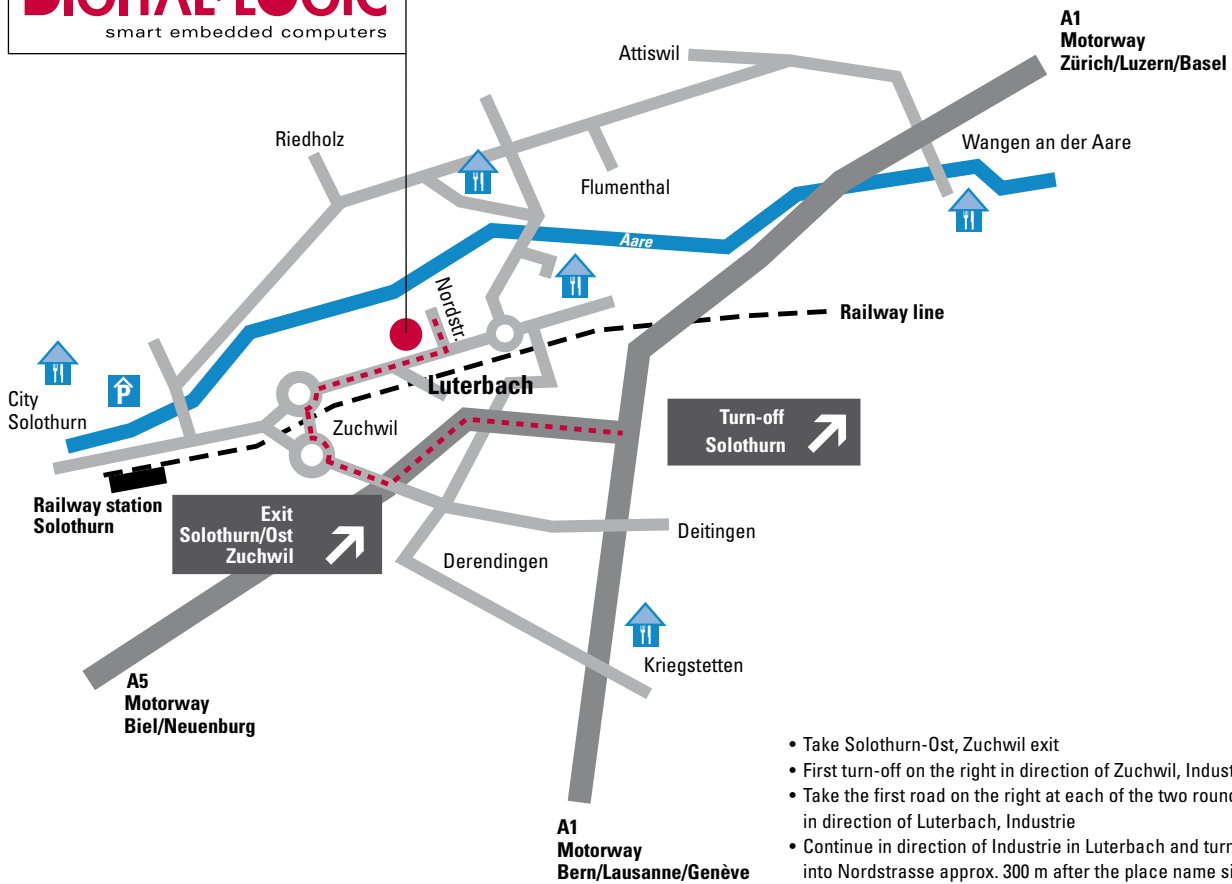 DIGITAL-LOGIC
smart embedded computers
A1
Motorway
Zürich/Luzern/Basel
Attiswil
Riedholz
Wangen an der Aare
Flumenthal
Aare
Nordstr.
Railway line
City
Solothurn
P
Luterbach
Zuchwil
Turn-off
Solothurn
Railway station
Solothurn
Exit
Solothurn/Ost
Zuchwil
Deitingen
Derendingen
Kriegstetten
A5
Motorway
Biel/Neuenburg
A1
Motorway
Bern/Lausanne/Genève
• Take Solothurn-Ost, Zuchwil exit
• First turn-off on the right in direction of Zuchwil,
• Take the first road on the right at each of the two
in direction of Luterbach, Industrie
• Continue in direction of Industrie in Luterbach and turn
into Nordstrasse approx. 300 m after the place name